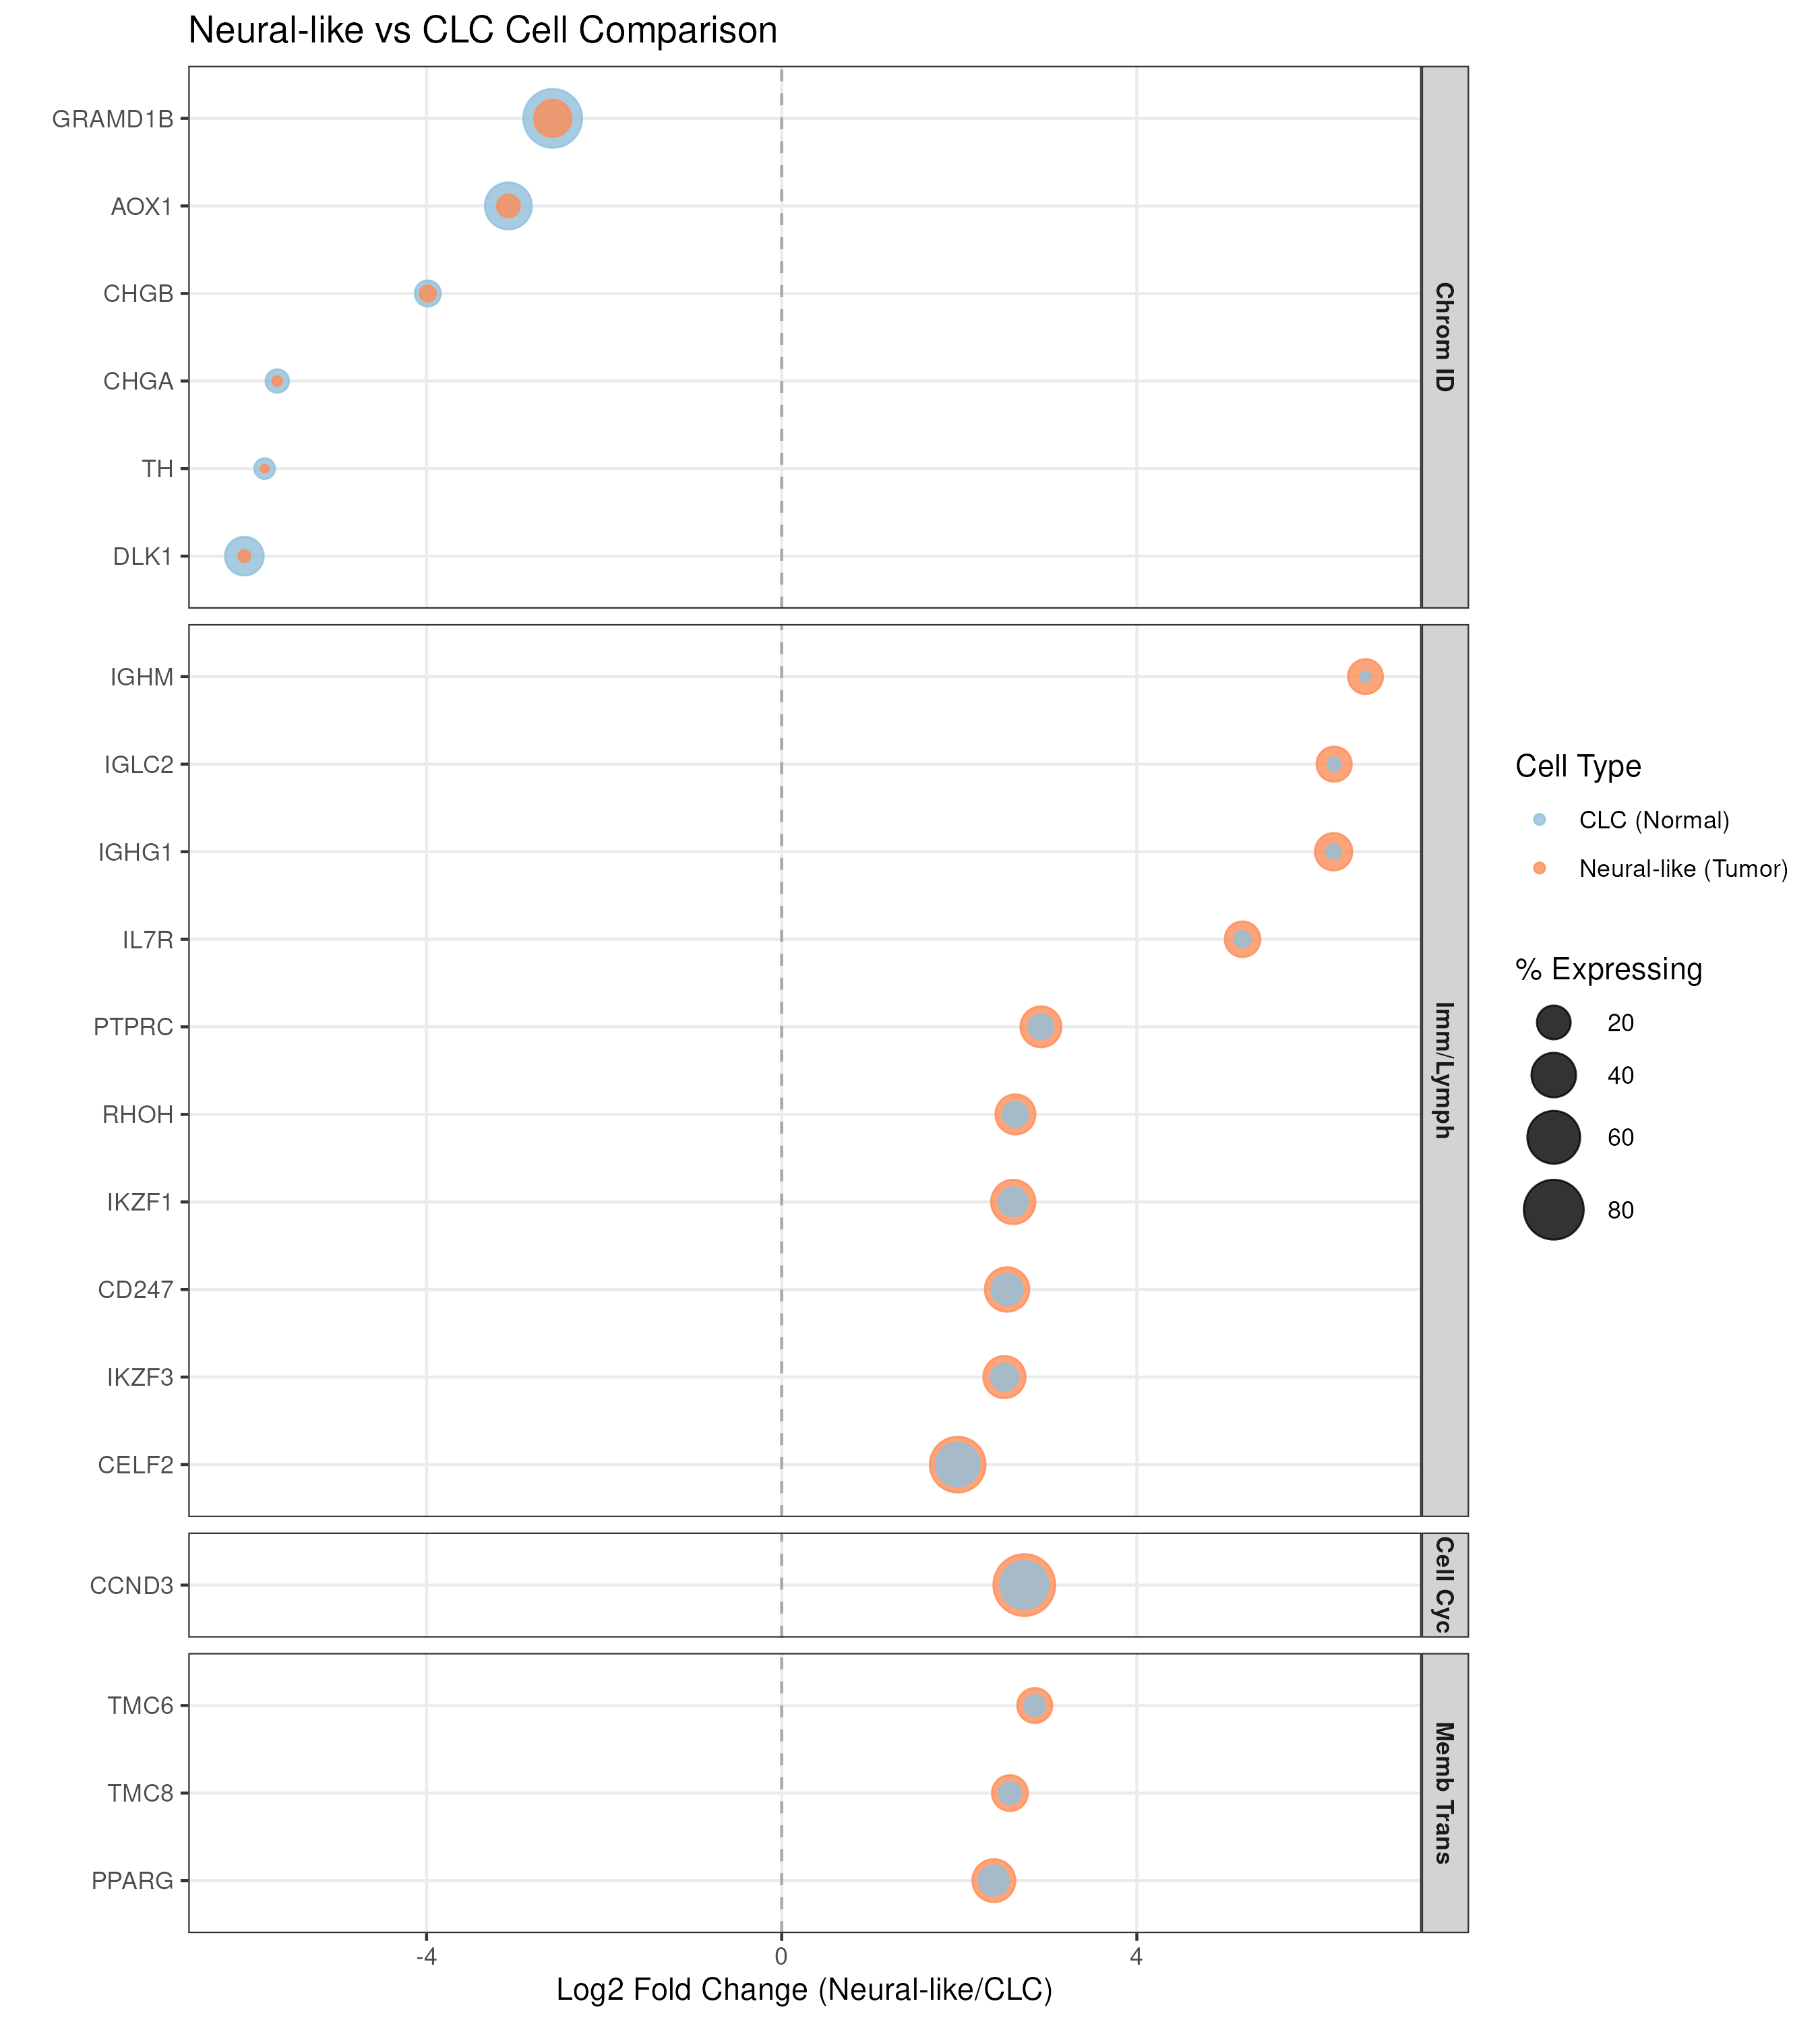 Neural-like vs CLC Cell Comparison
GRAMD1B
AOX1
CHGB
CHGA
TH
DLK1
Chrom ID
IGHM
IGLC2
IGHG1
IL7R
PTPRC
RHOH
IKZF1
CD247
IKZF3
CELF2
Imm/Lymph
CCND3
Cell Cyc
TMC6
TMC8
PPARG
Memb Trans
-4
0
4
Log2 Fold Change (Neural-like/CLC)
Cell Type
CLC (Normal)
Neural-like (Tumor)
% Expressing
20
40
60
80